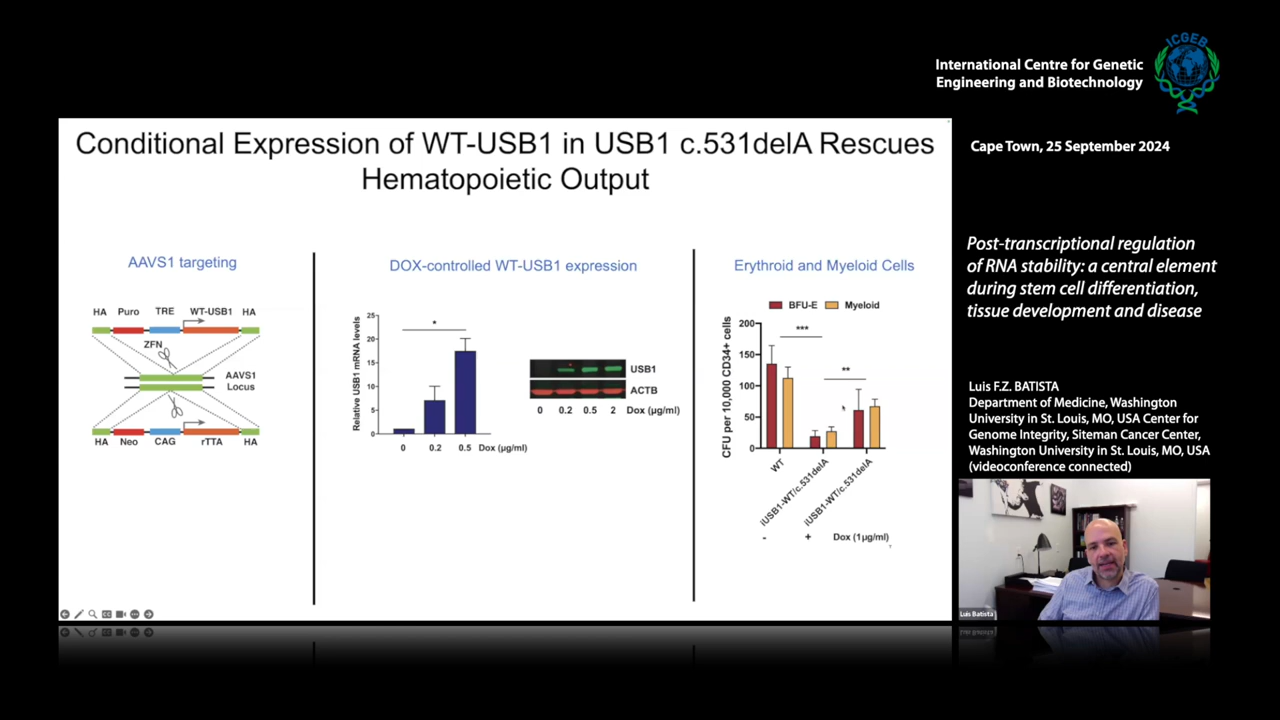 ICGEB
International Centre for Genetic
Engineering and Biotechnology
Cape Town, 25 September 2024
Conditional Expression of WT-USB1 in USB1 c.531delA Rescues
Hematopoietic Output
AAVS1 targeting
HA Puro TRE WT-USB1 HA
ZFN
AAVS1
Locus
HA Neo CAG rTTA HA
DOX-controlled WT-USB1 expression
Relative USB1 mRNA levels
25
20
15
10
5
0
*
0 0.2 0.5 Dox (µg/ml)
USB1
ACTB
0 0.2 0.5 2 Dox (µg/ml)
Erythroid and Myeloid Cells
BFU-E Myeloid
CFU per 10,000 CD34+ cells
200
150
100
50
0
***
**
WT
iUSB1-WT/c.531delA
iUSB1-WT/c.531delA
- + Dox (1µg/ml)
Post-transcriptional regulation
of RNA stability: a central element
during stem cell differentiation,
tissue development and disease
Luis F.Z. BATISTA
Department of Medicine, Washington
University in St. Louis, MO, USA Center for
Genome Integrity, Siteman Cancer Center,
Washington University in St. Louis, MO, USA
(videoconference connected)
Luis Batista